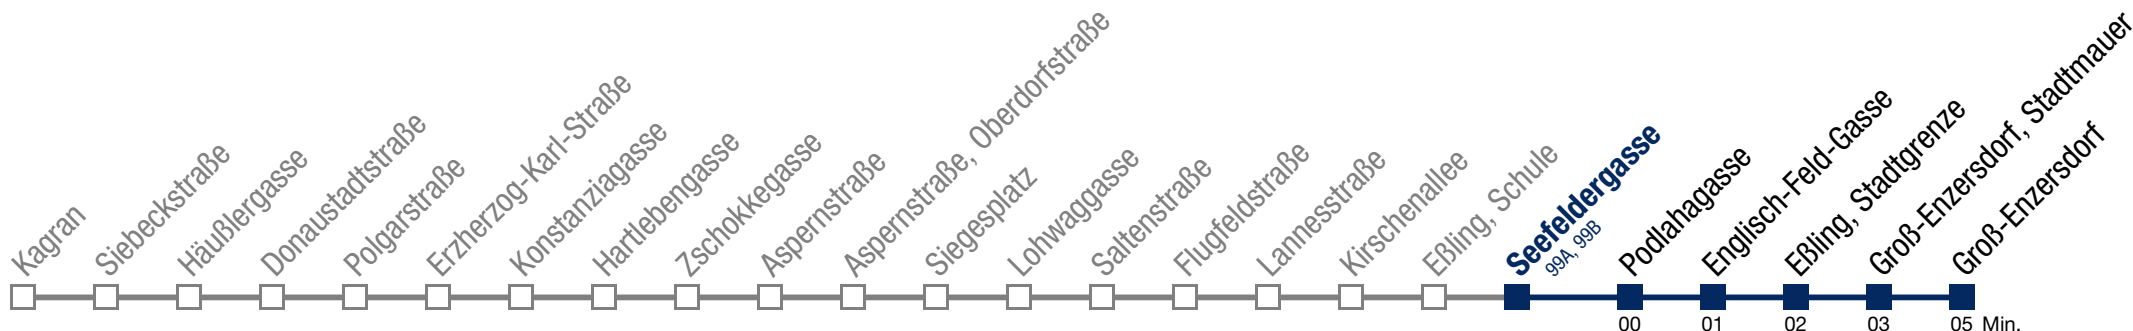 Kagran
Siebeckstraße
Häußlergasse
Donaustadtstraße
Polgarstraße
Erzherzog-Karl-Straße
Konstanziagasse
Hartlebengasse
Zschokkegasse
Aspernstraße
Aspernstraße, Oberdorfstraße
Siegesplatz
Lohwaggasse
Saltenstraße
Flugfeldstraße
Lannesstraße
Kirschenallee
Eßling, Schule
Seefeldergasse
99A, 99B
Podlahagasse
Englisch-Feld-Gasse
Eßling, Stadtgrenze
Groß-Enzersdorf, Stadtmauer
Groß-Enzersdorf
00 01 02 03 05 Min.